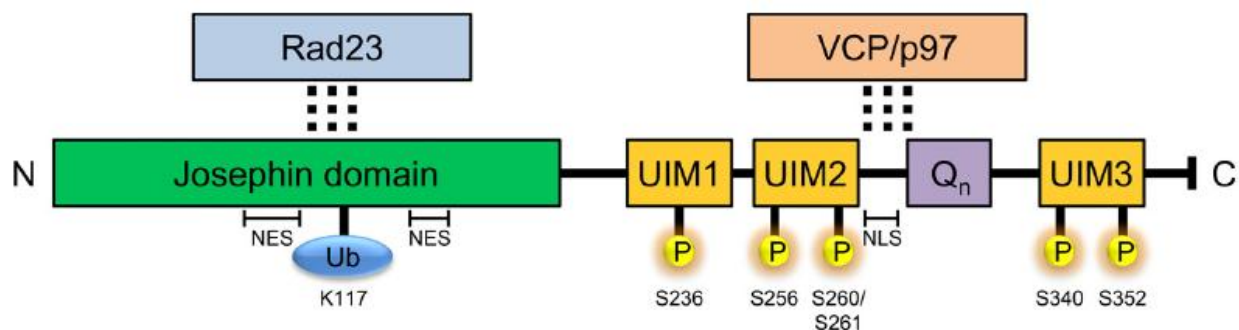 Rad23
VCP/p97
N
Josephin domain
UIM1
UIM2
Qn
UIM3
C
NES
NES
NLS
Ub
P
P
P
P
P
K117
S236
S256
S260/
S261
S340
S352